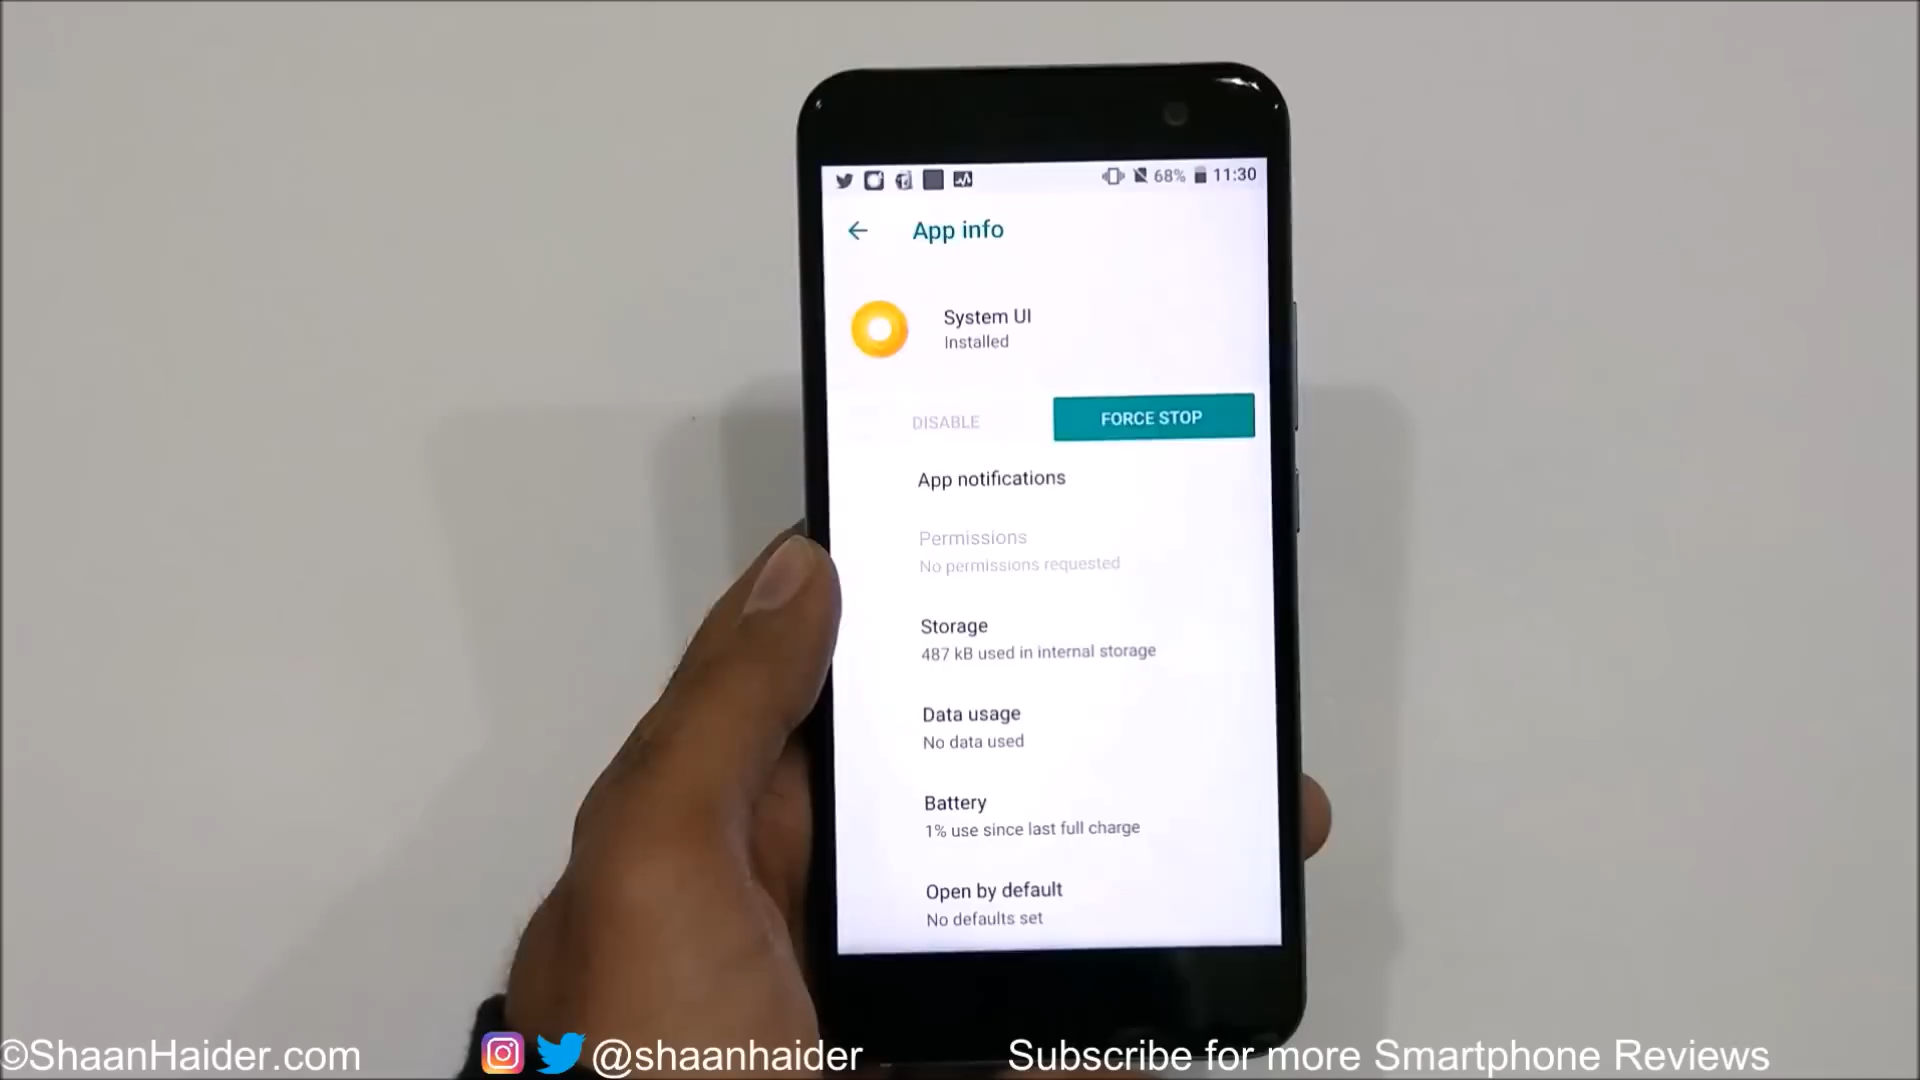 68% 11:30
App info
System UI
Installed
DISABLE
FORCE STOP
App notifications
Permissions
No permissions requested
Storage
487 kB used in internal storage
Data usage
No data used
Battery
1% use since last full charge
Open by default
No defaults set
©ShaanHaider.com
@shaanhaider
Subscribe for more Smartphone Reviews